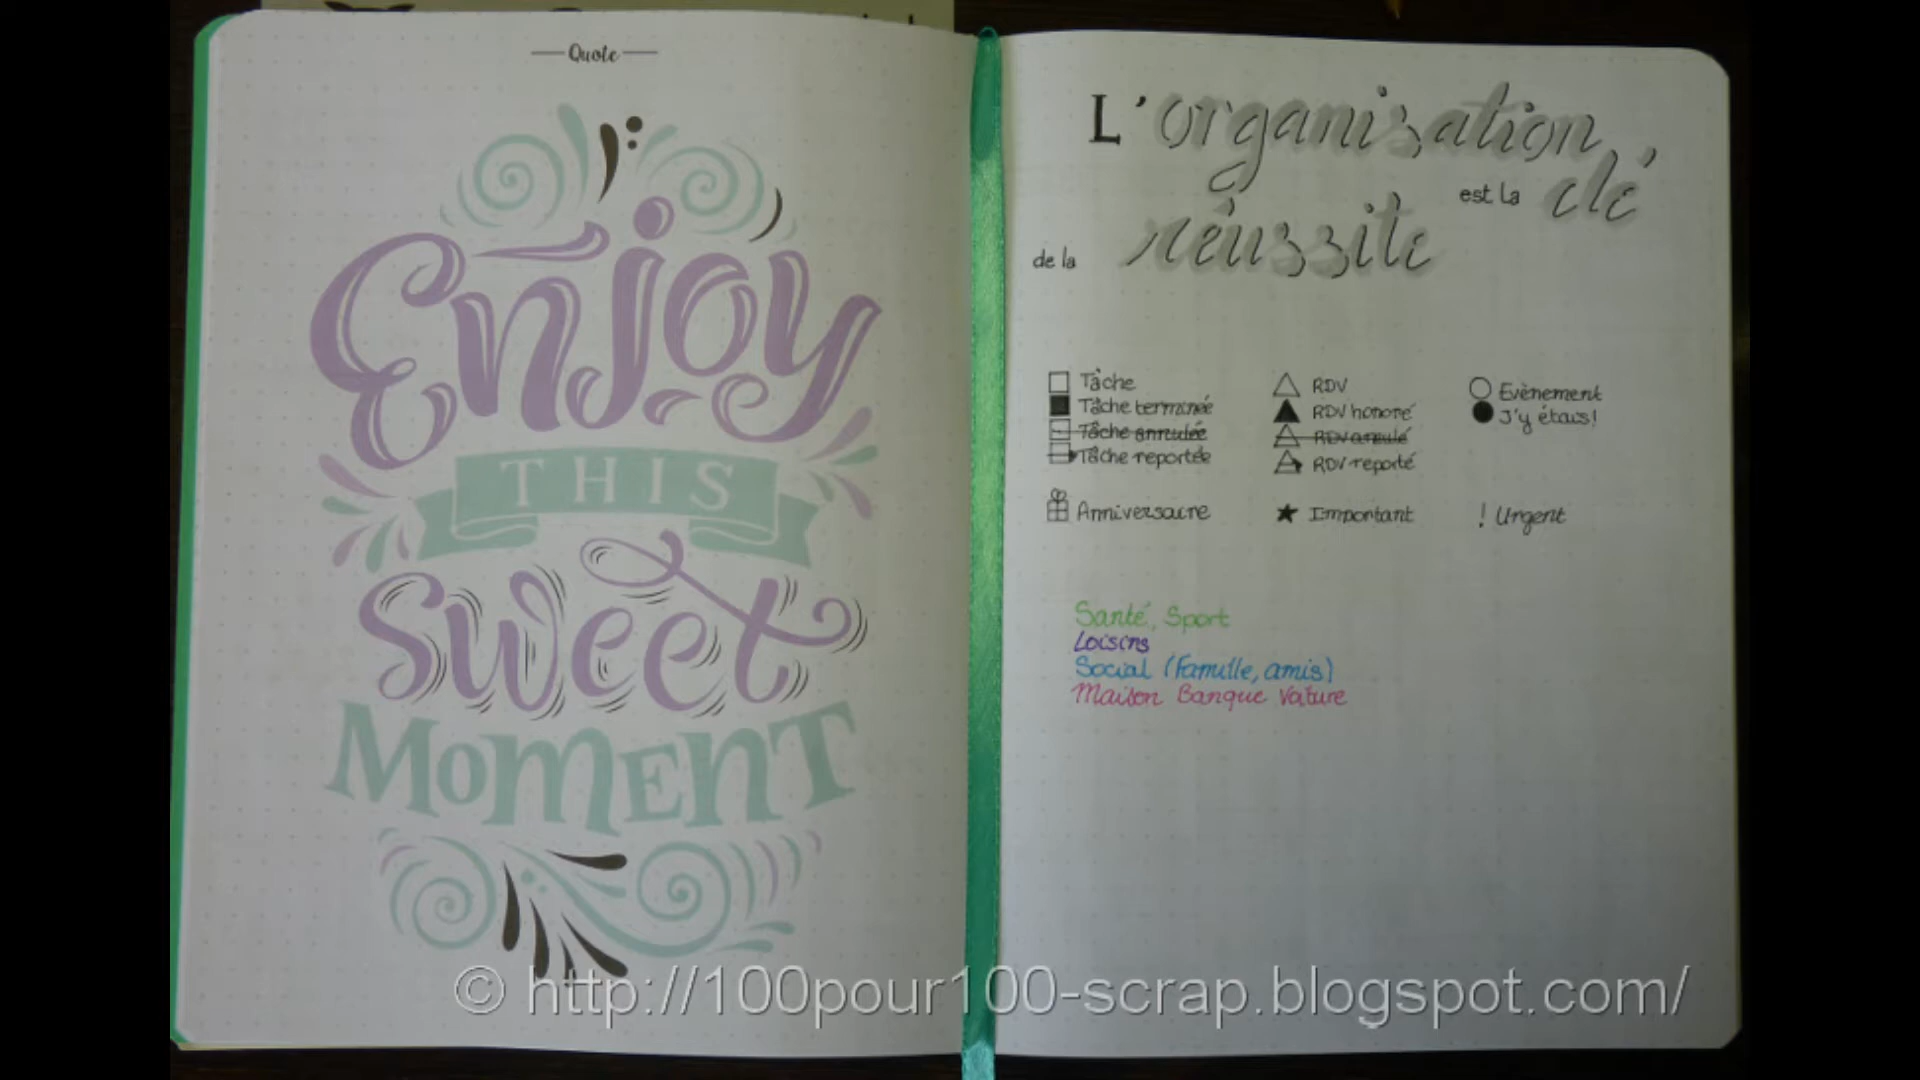 Quote
Enjoy
THIS
sweet
MOMENT
L'organisation,
est la clé
de la réussite
Tâche
Tâche terminée
Tâche annulée
Tâche reportée
RDV
RDV honoré
RDV annulé
RDV reporté
Evènement
J'y étais!
Anniversaire
Important
! Urgent
Santé, Sport
Loisirs
Social (Famille, amis)
Maison Banque Voiture
© http://100pour100-scrap.blogspot.com/